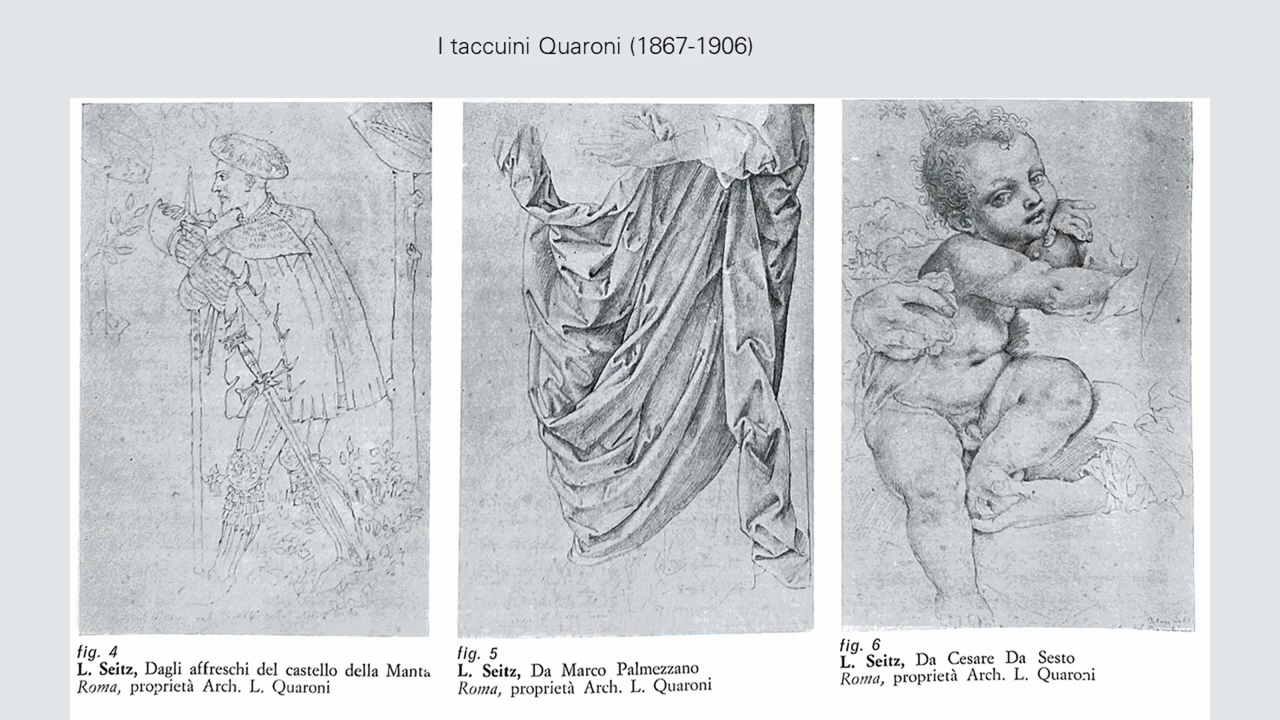 I taccuini Quaroni (1867-1906)
fig. 4
L. Seitz, Dagli affreschi del castello della Manta
Roma, proprietà Arch. L. Quaroni
fig. 5
L. Seitz, Da Marco Palmezzano
Roma, proprietà Arch. L. Quaroni
fig. 6
L. Seitz, Da Cesare Da Sesto
Roma, proprietà Arch. L. Quaroni